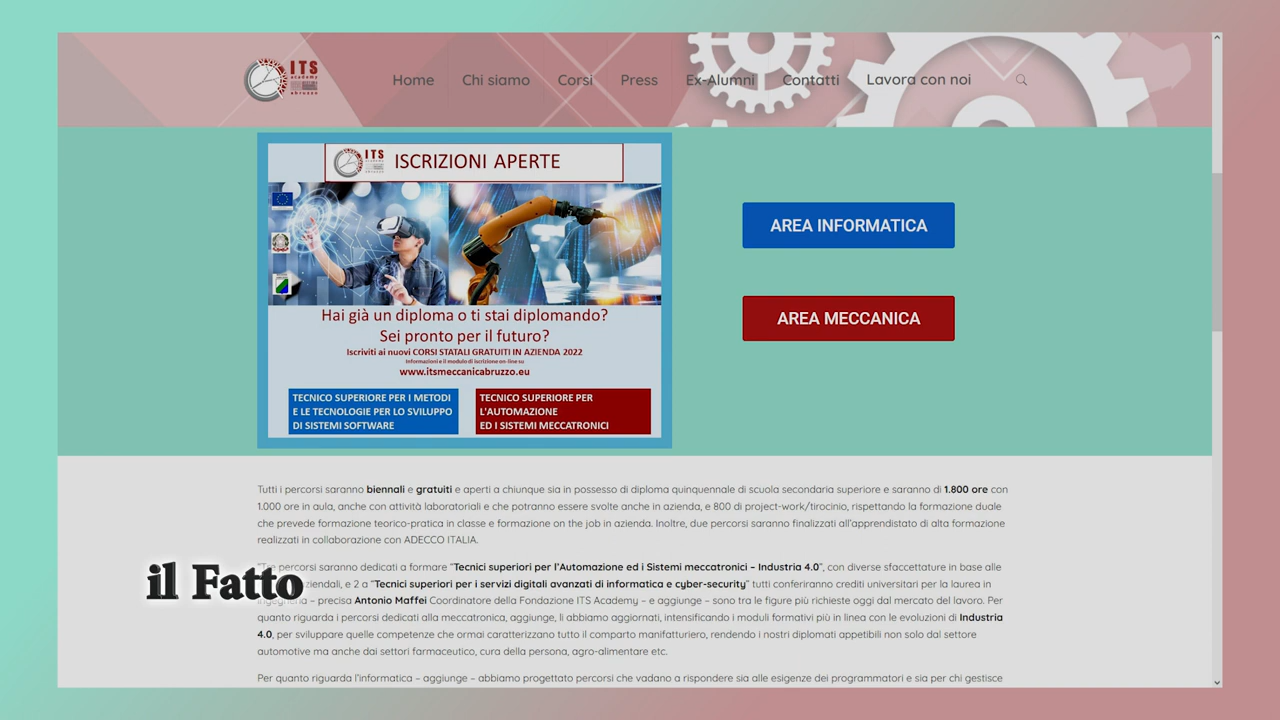 ITS
academy
abruzzo
Home Chi siamo Corsi Press Ex-Alumni Contatti Lavora con noi
ITS
academy
ISCRIZIONI APERTE
Hai già un diploma o ti stai diplomando?
Sei pronto per il futuro?
Iscriviti ai nuovi CORSI STATALI GRATUITI IN AZIENDA 2022
Informazioni e il modulo di iscrizione on-line su
www.itsmeccanicabruzzo.eu
TECNICO SUPERIORE PER I METODI
E LE TECNOLOGIE PER LO SVILUPPO
DI SISTEMI SOFTWARE
TECNICO SUPERIORE PER
L'AUTOMAZIONE
ED I SISTEMI MECCATRONICI
AREA INFORMATICA
AREA MECCANICA
Tutti i percorsi saranno biennali e gratuiti e aperti a chiunque sia in possesso di diploma quinquennale di scuola secondaria superiore e saranno di 1.800 ore con
1.000 ore in aula, anche con attività laboratoriali e che potranno essere svolte anche in azienda, e 800 di project-work/tirocinio, rispettando la formazione duale
che prevede formazione teorico-pratica in classe e formazione on the job in azienda. Inoltre, due percorsi saranno finalizzati all'apprendistato di alta formazione
realizzati in collaborazione con ADECCO ITALIA.
"Tre percorsi saranno dedicati a formare "Tecnici superiori per l'Automazione ed i Sistemi meccatronici – Industria 4.0", con diverse sfaccettature in base alle
aziendali, e 2 a "Tecnici superiori per i servizi digitali avanzati di informatica e cyber-security" tutti conferiranno crediti universitari per la laurea in
ingegneria – precisa Antonio Maffei Coordinatore della Fondazione ITS Academy – e aggiunge – sono tra le figure più richieste oggi dal mercato del lavoro. Per
quanto riguarda i percorsi dedicati alla meccatronica, aggiunge, li abbiamo aggiornati, intensificando i moduli formativi più in linea con le evoluzioni di Industria
4.0, per sviluppare quelle competenze che ormai caratterizzano tutto il comparto manifatturiero, rendendo i nostri diplomati appetibili non solo dal settore
automotive ma anche dai settori farmaceutico, cura della persona, agro-alimentare etc.
Per quanto riguarda l'informatica – aggiunge – abbiamo progettato percorsi che vadano a rispondere sia alle esigenze dei programmatori e sia per chi gestisce
il Fatto